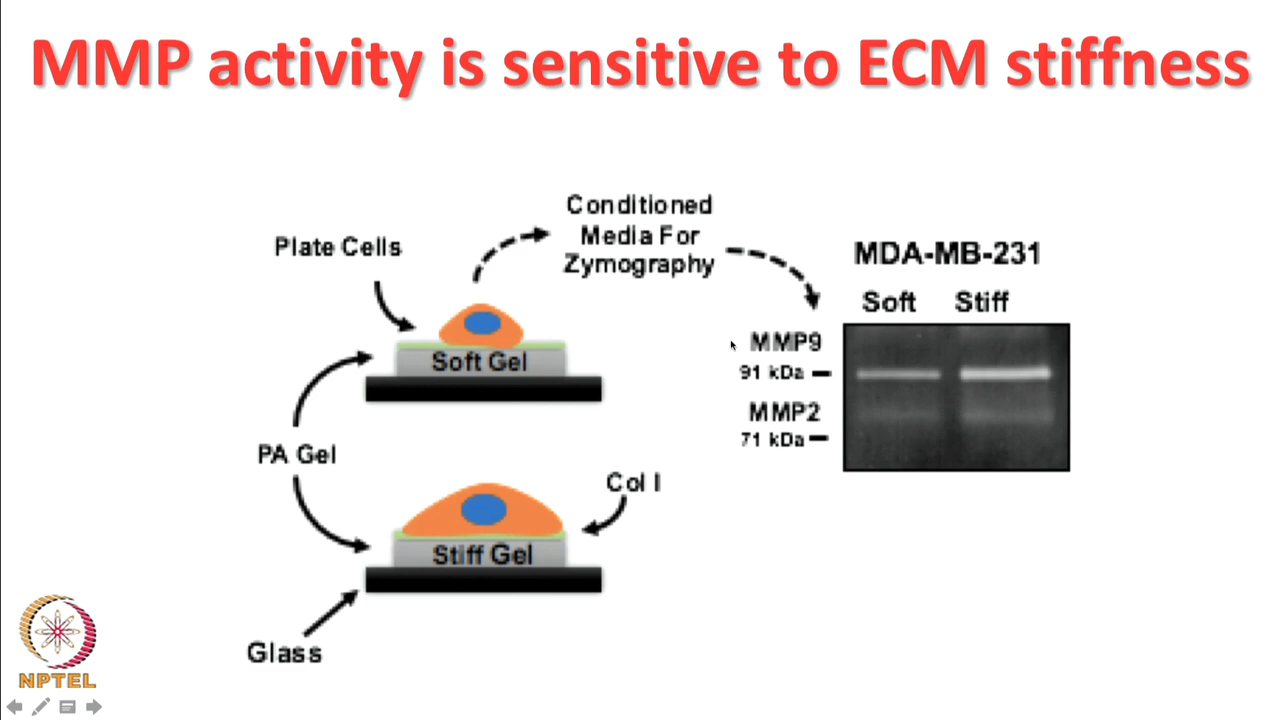 MMP activity is sensitive to ECM stiffness
Conditioned
Media For
Zymography
Plate Cells
Soft Gel
PA Gel
Col I
Stiff Gel
Glass
MDA-MB-231
Soft Stiff
MMP9
91 kDa
MMP2
71 kDa
NPTEL